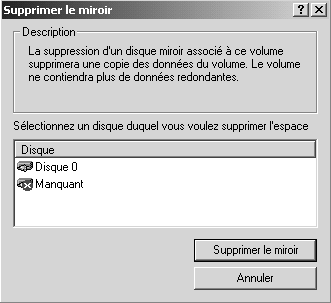 Supprimer le miroir
Description
La suppression d'un disque miroir associé à ce volume
supprimera une copie des données du volume. Le volume
ne contiendra plus de données redondantes.
Sélectionnez un disque duquel vous voulez supprimer l'espace
Disque
Disque 0
Manquant
Supprimer le miroir
Annuler